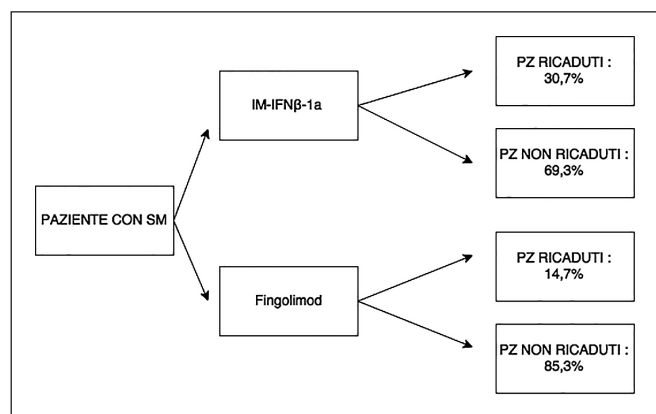 PAZIENTE CON SM
IM-IFNβ-1a
PZ RICADUTI :
30,7%
PZ NON RICADUTI :
69,3%
Fingolimod
PZ RICADUTI :
14,7%
PZ NON RICADUTI :
85,3%